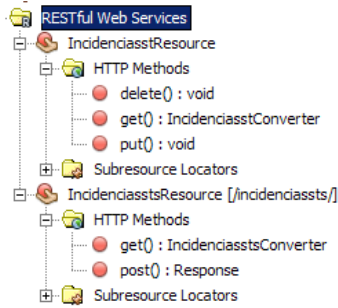 RESTful Web Services
IncidenciasstResource
HTTP Methods
delete() : void
get() : IncidenciasstConverter
put() : void
Subresource Locators
IncidenciasstsResource [/incidenciassts/]
HTTP Methods
get() : IncidenciasstsConverter
post() : Response
Subresource Locators